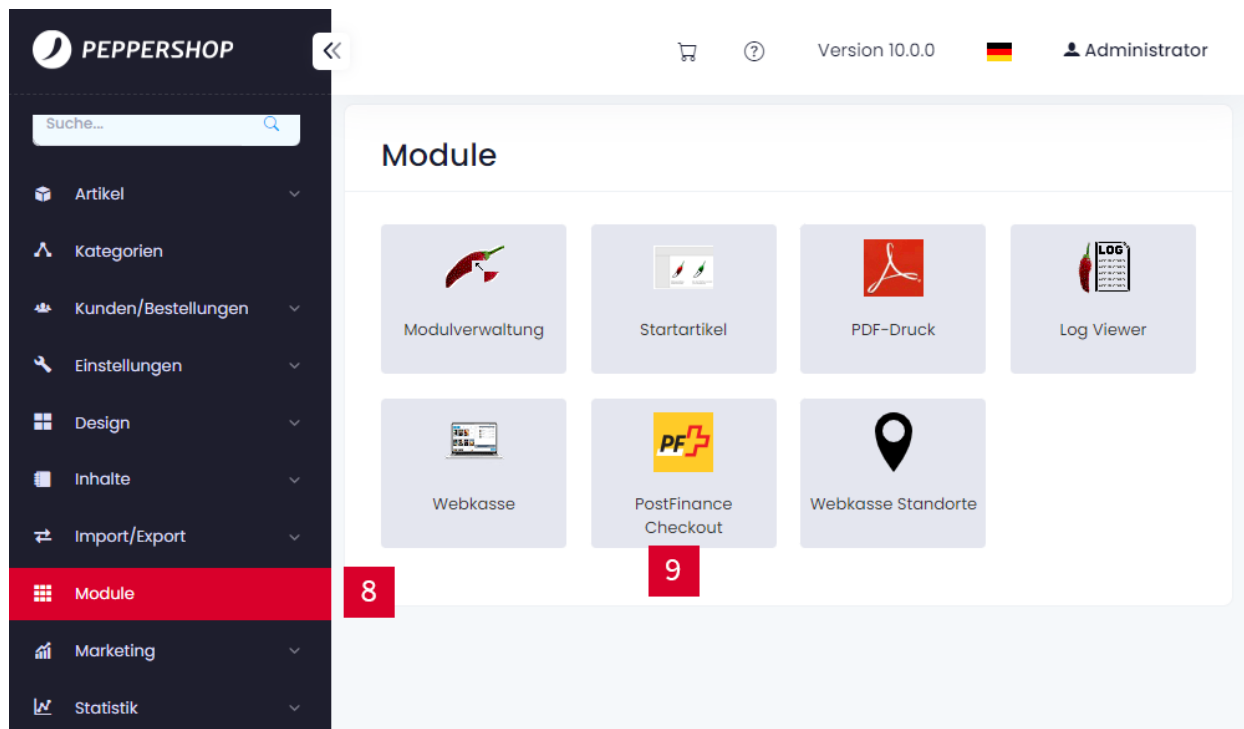 PEPPERSHOP
Version 10.0.0
Administrator
Suche...
Artikel
Kategorien
Kunden/Bestellungen
Einstellungen
Design
Inhalte
Import/Export
Module
8
Marketing
Statistik
Module
Modulverwaltung
Startartikel
PDF-Druck
LOG
Log Viewer
Webkasse
PF
PostFinance
Checkout
9
Webkasse Standorte